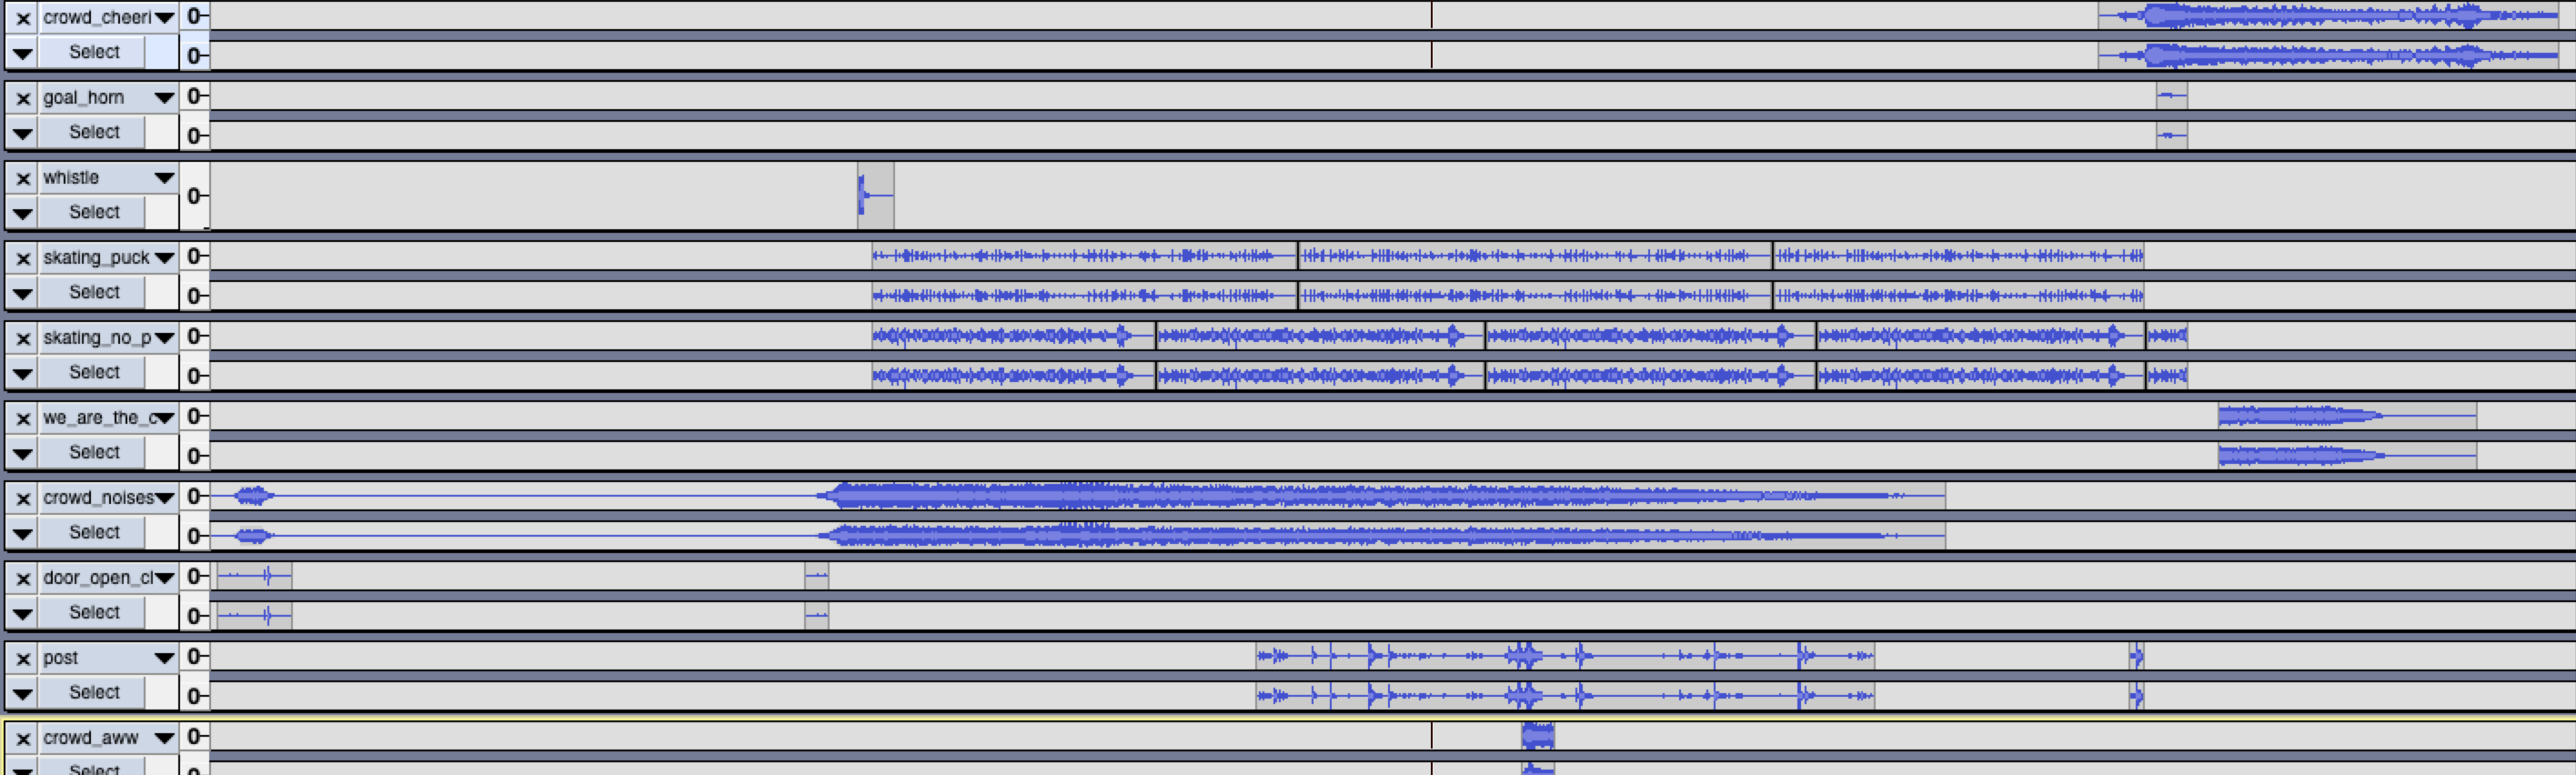 × crowd_cheeri 0
Select 0
× goal_horn 0
Select 0
× whistle 0
Select
× skating_puck 0
Select 0
× skating_no_p 0
Select 0
× we_are_the_c 0
Select 0
× crowd_noises 0
Select 0
× door_open_cl 0
Select 0
× post 0
Select 0
× crowd_aww 0
Select 0